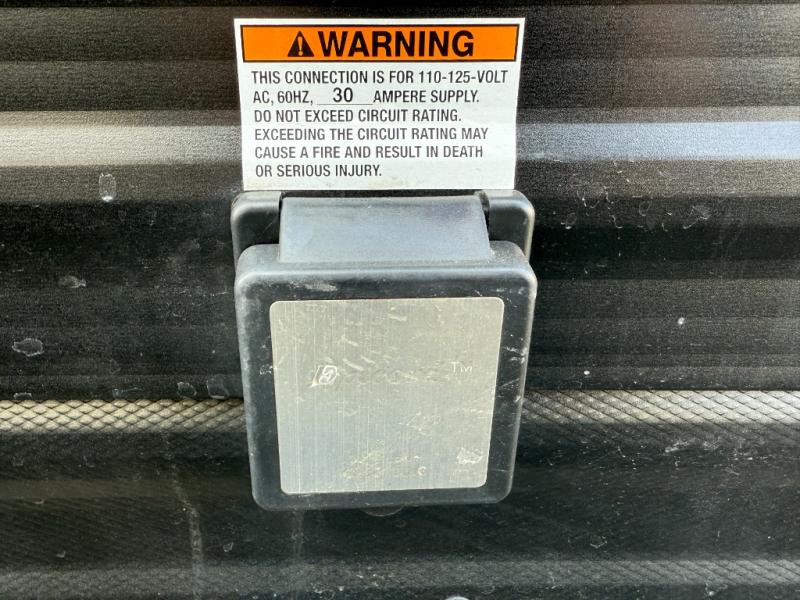 WARNING
THIS CONNECTION IS FOR 110-125-VOLT
AC, 60HZ, 30 AMPERE SUPPLY.
DO NOT EXCEED CIRCUIT RATING.
EXCEEDING THE CIRCUIT RATING MAY
CAUSE A FIRE AND RESULT IN DEATH
OR SERIOUS INJURY.
TM